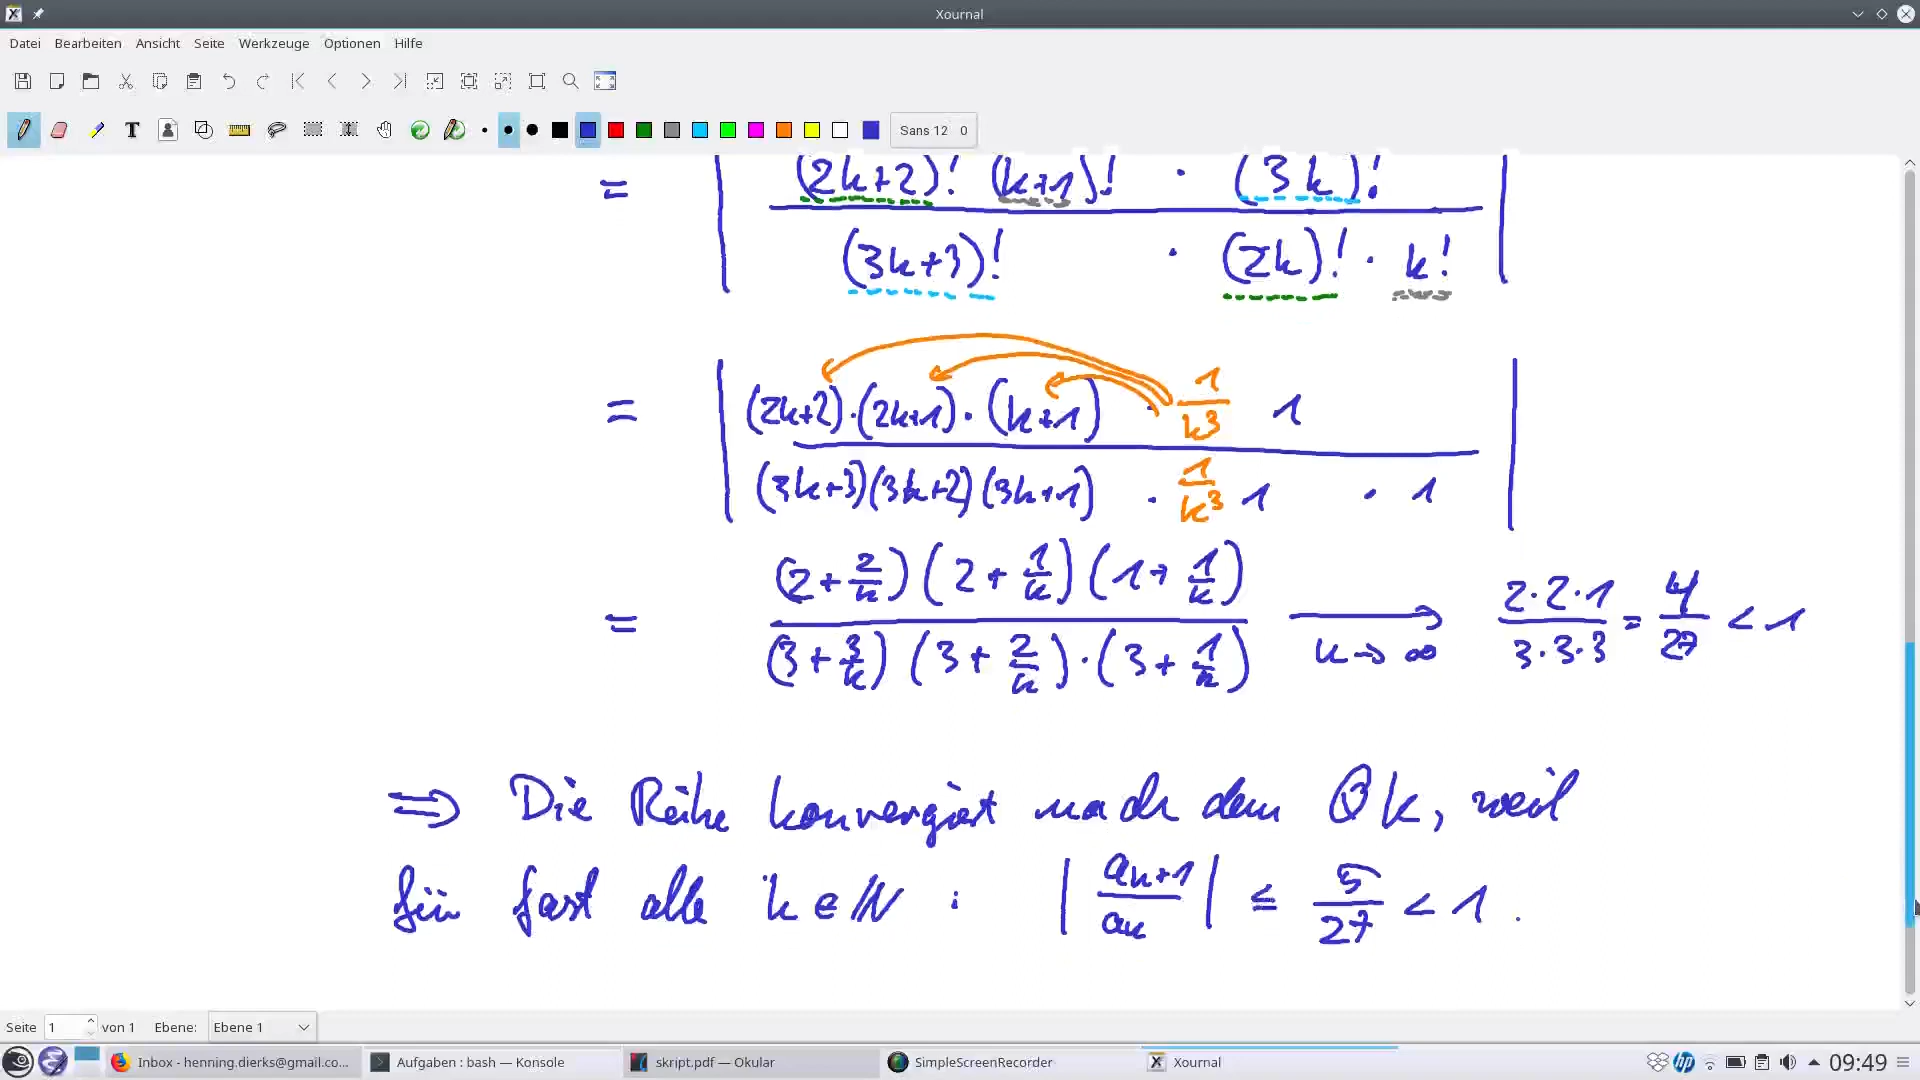 Xournal
Datei Bearbeiten Ansicht Seite Werkzeuge Optionen Hilfe
Sans 12 0
= | (2k+2)! (k+1)! · (3k)! / (3k+3)! · (2k)! · k! |
= | (2k+2)·(2k+1)·(k+1) · 1/k³ 1 / (3k+3)(3k+2)(3k+1) · 1/k³ 1 · 1 |
= (2+2/k)(2+1/k)(1+1/k) / (3+3/k)(3+2/k)·(3+1/k) → k→∞ 2·2·1/3·3·3 = 4/27 < 1
⇒ Die Reihe konvergiert nach dem QK, weil
für fast alle k∈ℕ : | aₖ₊₁/aₖ | ≤ 5/27 < 1.
Seite 1 von 1 Ebene: Ebene 1
Inbox - henning.dierks@gmail.co... Aufgaben : bash — Konsole skript.pdf — Okular SimpleScreenRecorder Xournal 09:49